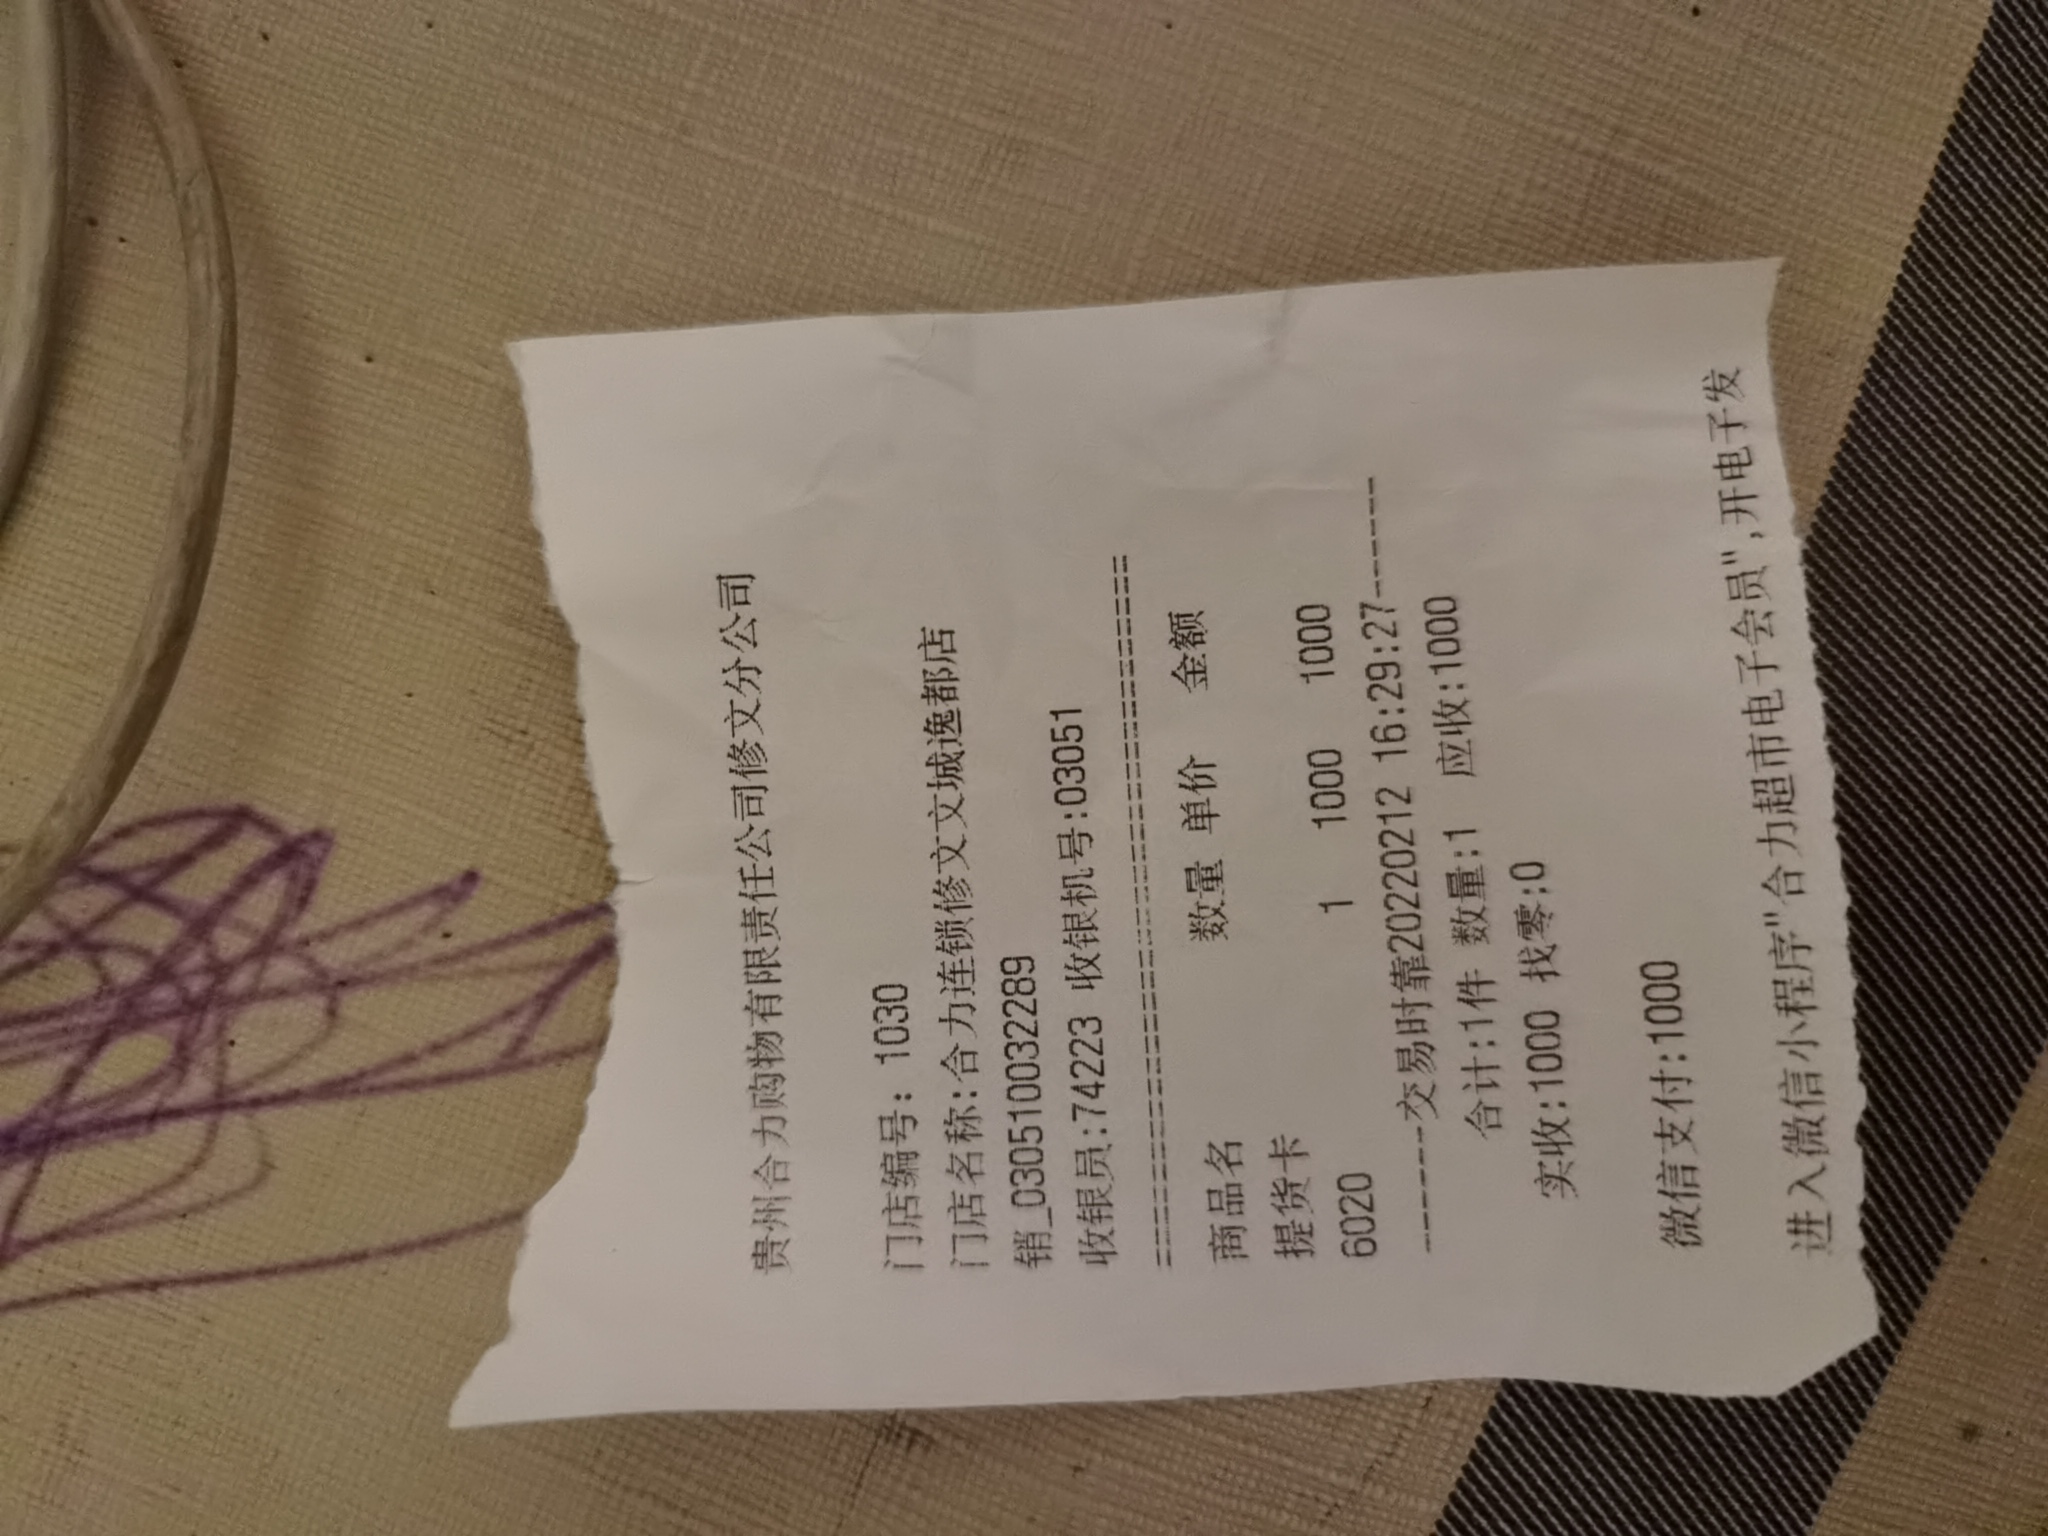 贵州合力购物有限责任公司修文分公司
门店编号: 1030
门店名称:合力连锁修文文城逸都店
销_030510032289
收银员:74223 收银机号:03051
商品名 数量 单价 金额
提货卡
6020 1 1000 1000
-------交易时靠20220212 16:29:27-------
合计:1件 数量:1 应收:1000
实收:1000 找零:0
微信支付:1000
进入微信小程序"合力超市电子会员",开电子发